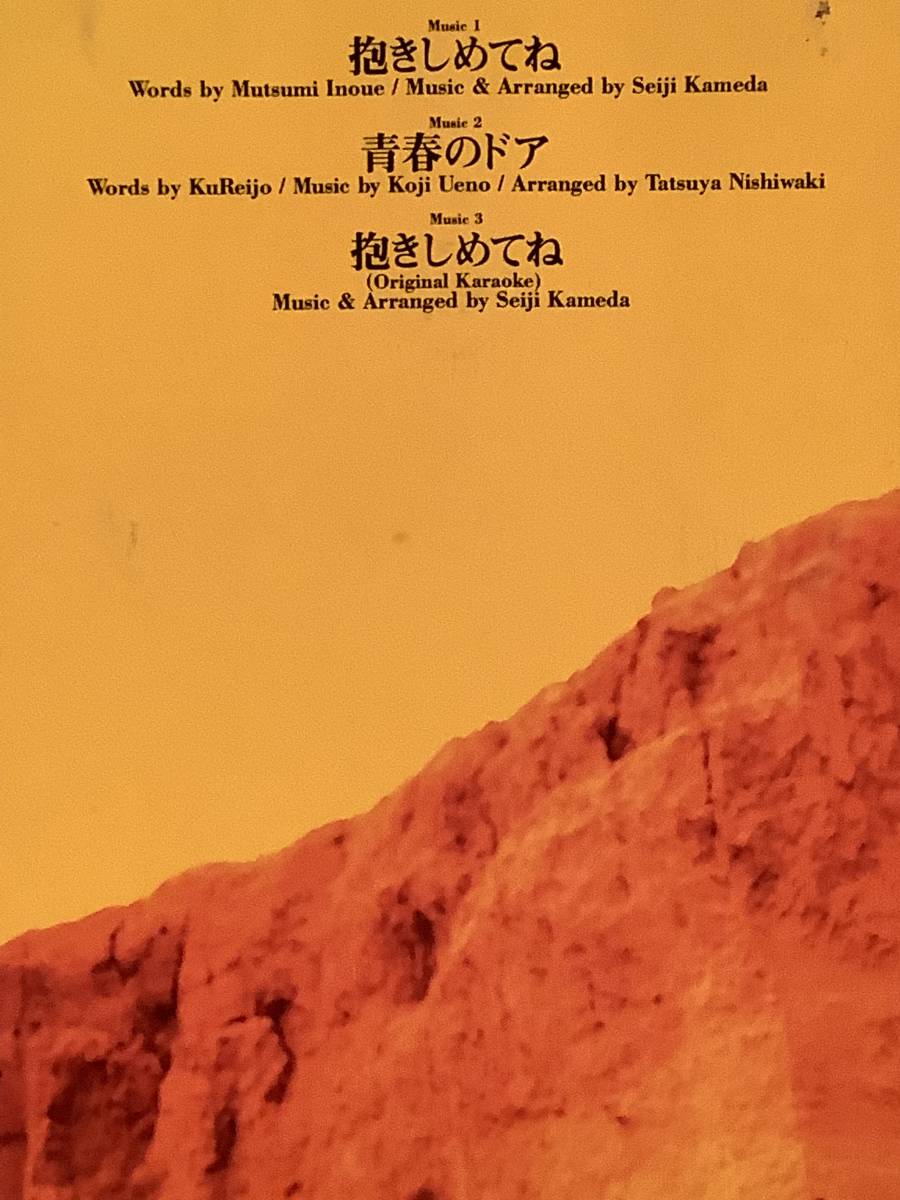 Music 1
抱きしめてね
Words by Mutsumi Inoue / Music & Arranged by Seiji Kameda
Music 2
青春のドア
Words by KuReijo / Music by Koji Ueno / Arranged by Tatsuya Nishiwaki
Music 3
抱きしめてね
(Original Karaoke)
Music & Arranged by Seiji Kameda